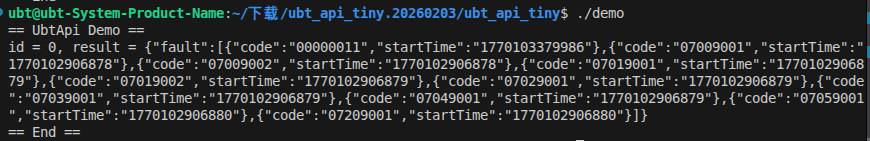 ubt@ubt-System-Product-Name:~/下载/ubt_api_tiny.20260203/ubt_api_tiny$ ./demo
== UbtApi Demo ==
id = 0, result = {"fault":[{"code":"00000011","startTime":"1770103379986"},{"code":"07009001","startTime":"
1770102906878"},{"code":"07009002","startTime":"1770102906878"},{"code":"07019001","startTime":"17701029068
79"},{"code":"07019002","startTime":"1770102906879"},{"code":"07029001","startTime":"1770102906879"},{"code
":"07039001","startTime":"1770102906879"},{"code":"07049001","startTime":"1770102906879"},{"code":"07059001
","startTime":"1770102906880"},{"code":"07209001","startTime":"1770102906880"}]}
== End ==